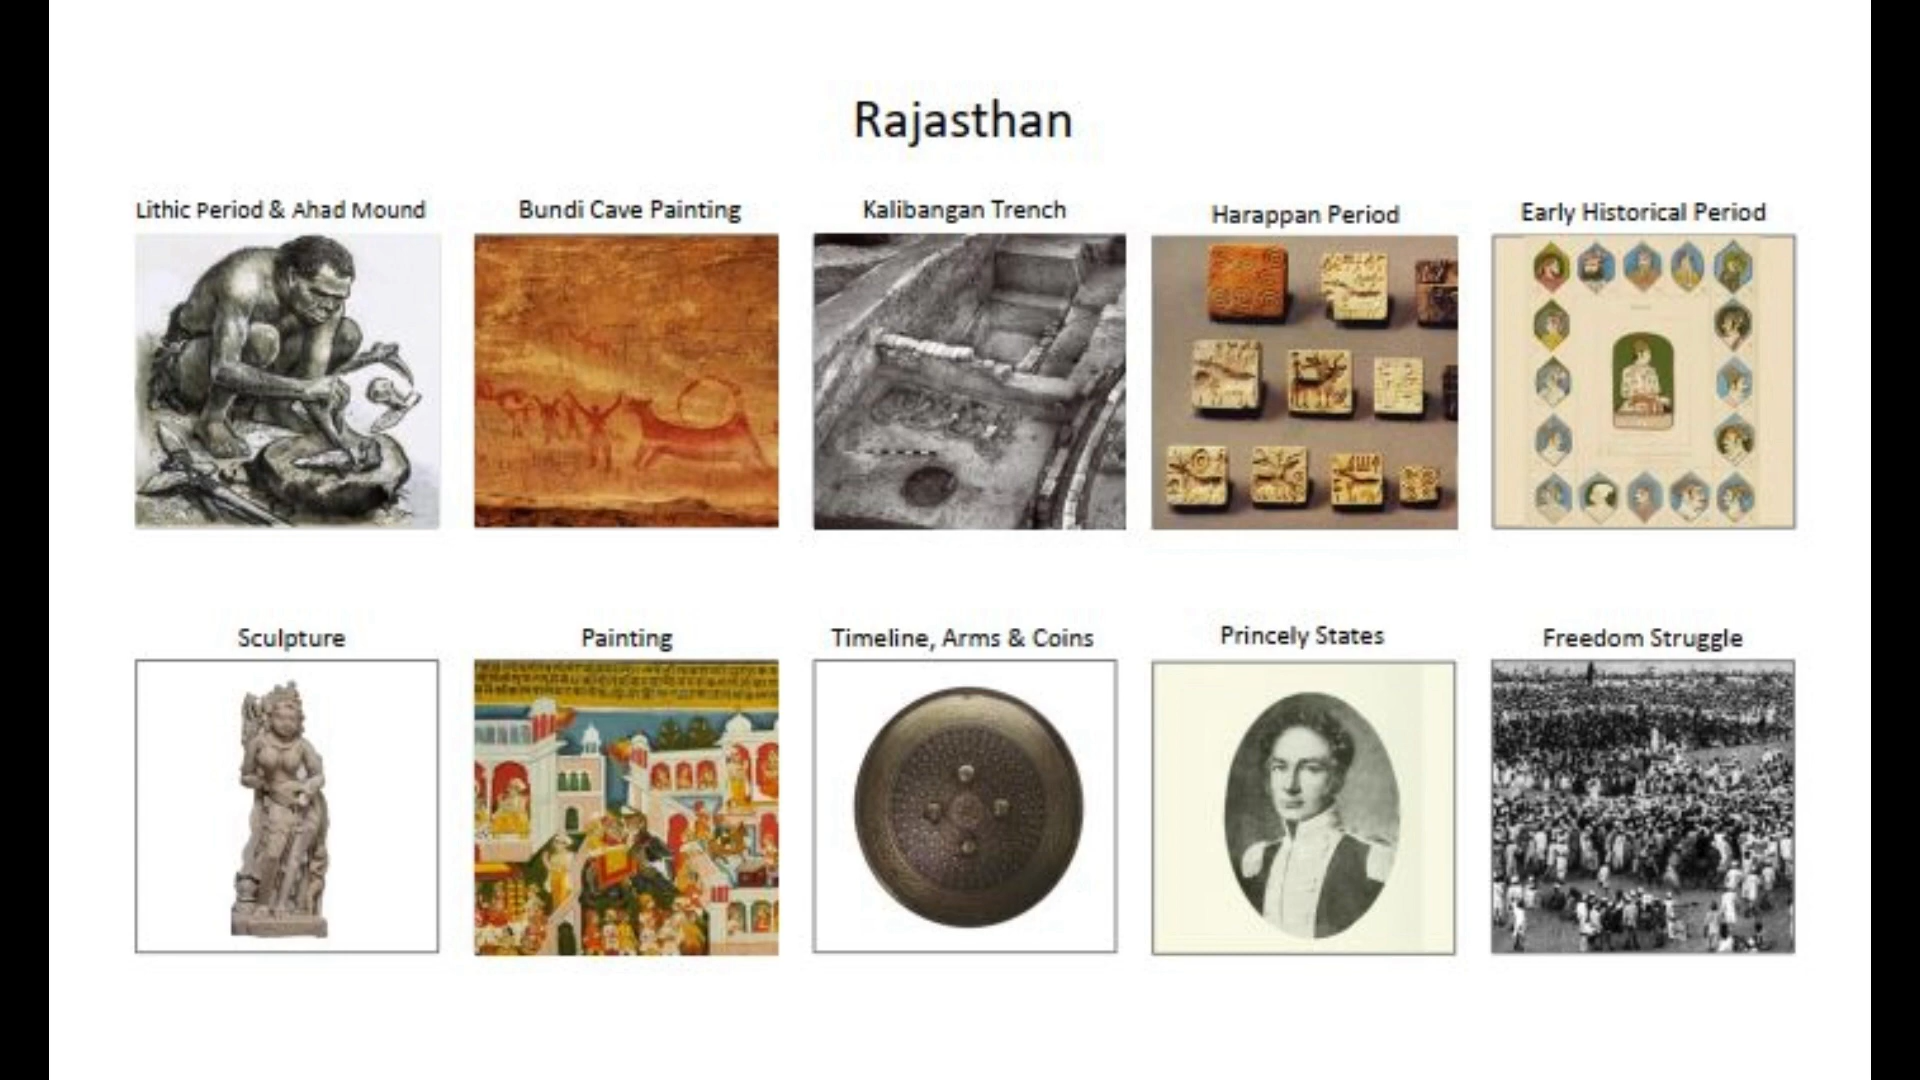 Rajasthan
Lithic Period & Ahad Mound
Bundi Cave Painting
Kalibangan Trench
Harappan Period
Early Historical Period
Sculpture
Painting
Timeline, Arms & Coins
Princely States
Freedom Struggle